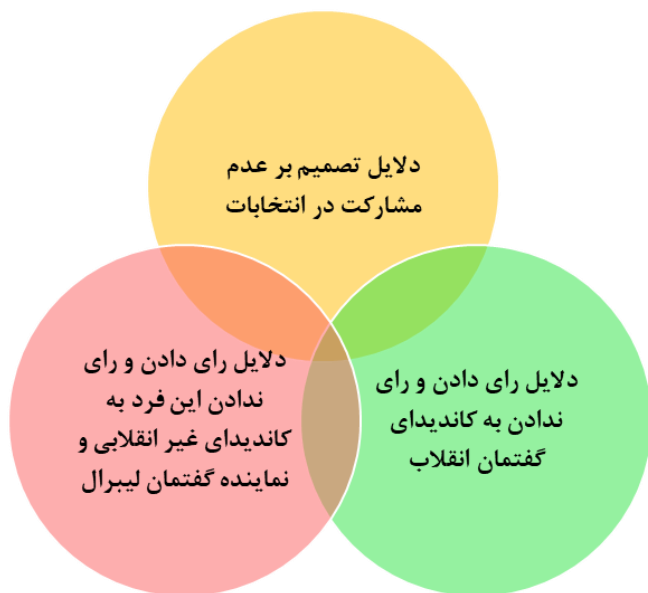 دلایل تصمیم بر عدم
مشارکت در انتخابات
دلایل رای دادن و رای
ندادن به کاندیدای
گفتمان انقلاب
دلایل رای دادن و رای
ندادن این فرد به
کاندیدای غیر انقلابی و
نماینده گفتمان لیبرال